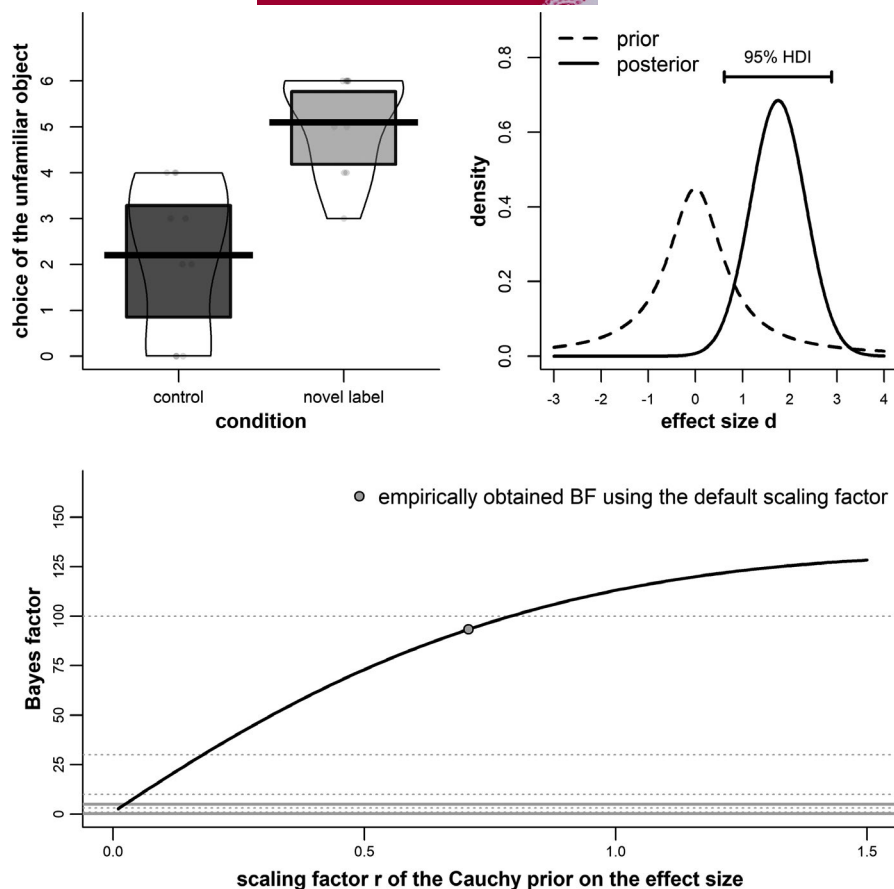 choice of the unfamiliar object
6
5
4
3
2
1
0
control
novel label
condition
prior
posterior
95% HDI
density
0.8
0.6
0.4
0.2
0.0
-3 -2 -1 0 1 2 3 4
effect size d
empirically obtained BF using the default scaling factor
Bayes factor
150
125
100
75
50
25
0
0.0 0.5 1.0 1.5
scaling factor r of the Cauchy prior on the effect size